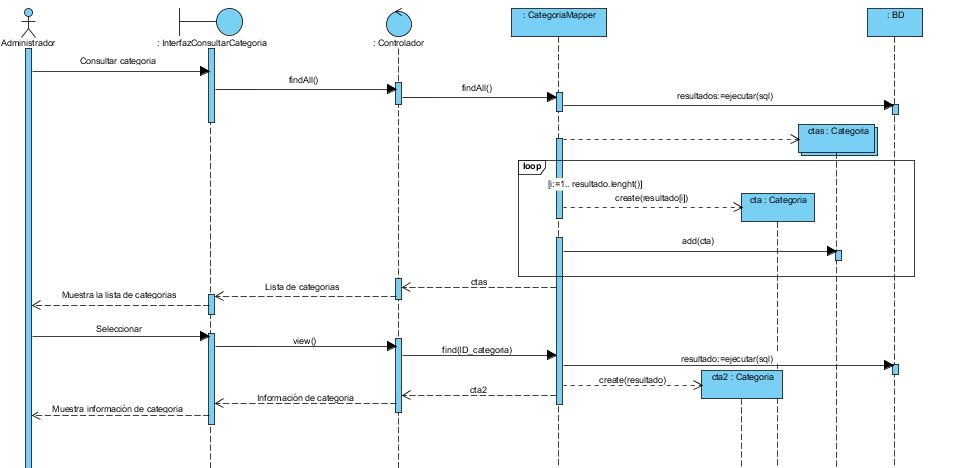 : CategoriaMapper
: BD
Administrador
: InterfazConsultarCategoria
: Controlador
Consultar categoria
findAll()
findAll()
resultados:=ejecutar(sql)
ctas : Categoria
loop
[i:=1.. resultado.lenght()]
create(resultado[i])
cta : Categoria
add(cta)
ctas
Lista de categorias
Muestra la lista de categorias
Seleccionar
view()
find(ID_categoria)
resultado:=ejecutar(sql)
create(resultado)
cta2 : Categoria
cta2
Información de categoria
Muestra información de categoria